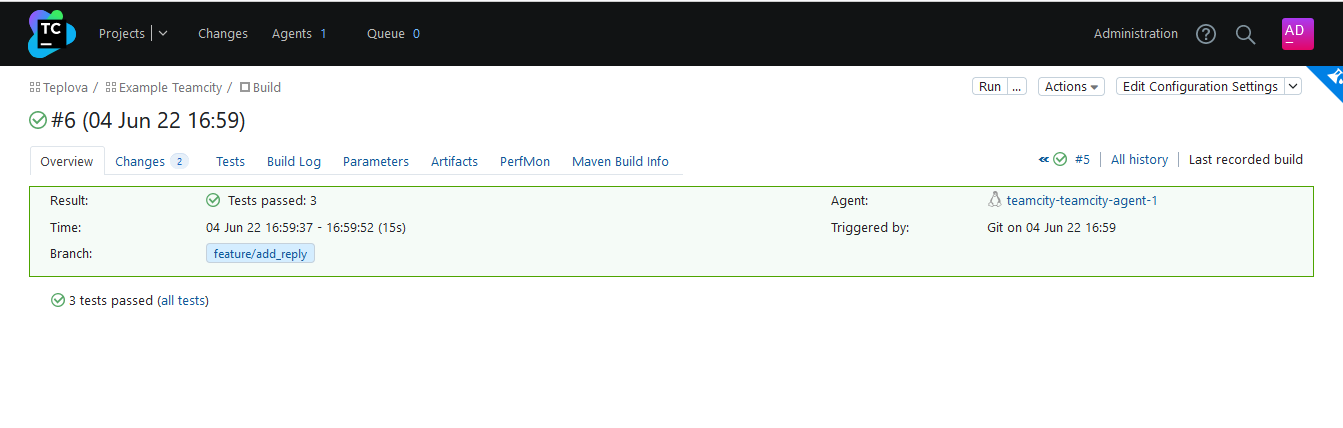 TC Projects Changes Agents 1 Queue 0 Administration AD
Teplova / Example Teamcity / Build Run ... Actions Edit Configuration Settings
#6 (04 Jun 22 16:59)
Overview Changes 2 Tests Build Log Parameters Artifacts PerfMon Maven Build Info #5 All history Last recorded build
Result: Tests passed: 3 Agent: teamcity-teamcity-agent-1
Time: 04 Jun 22 16:59:37 - 16:59:52 (15s) Triggered by: Git on 04 Jun 22 16:59
Branch: feature/add_reply
3 tests passed (all tests)